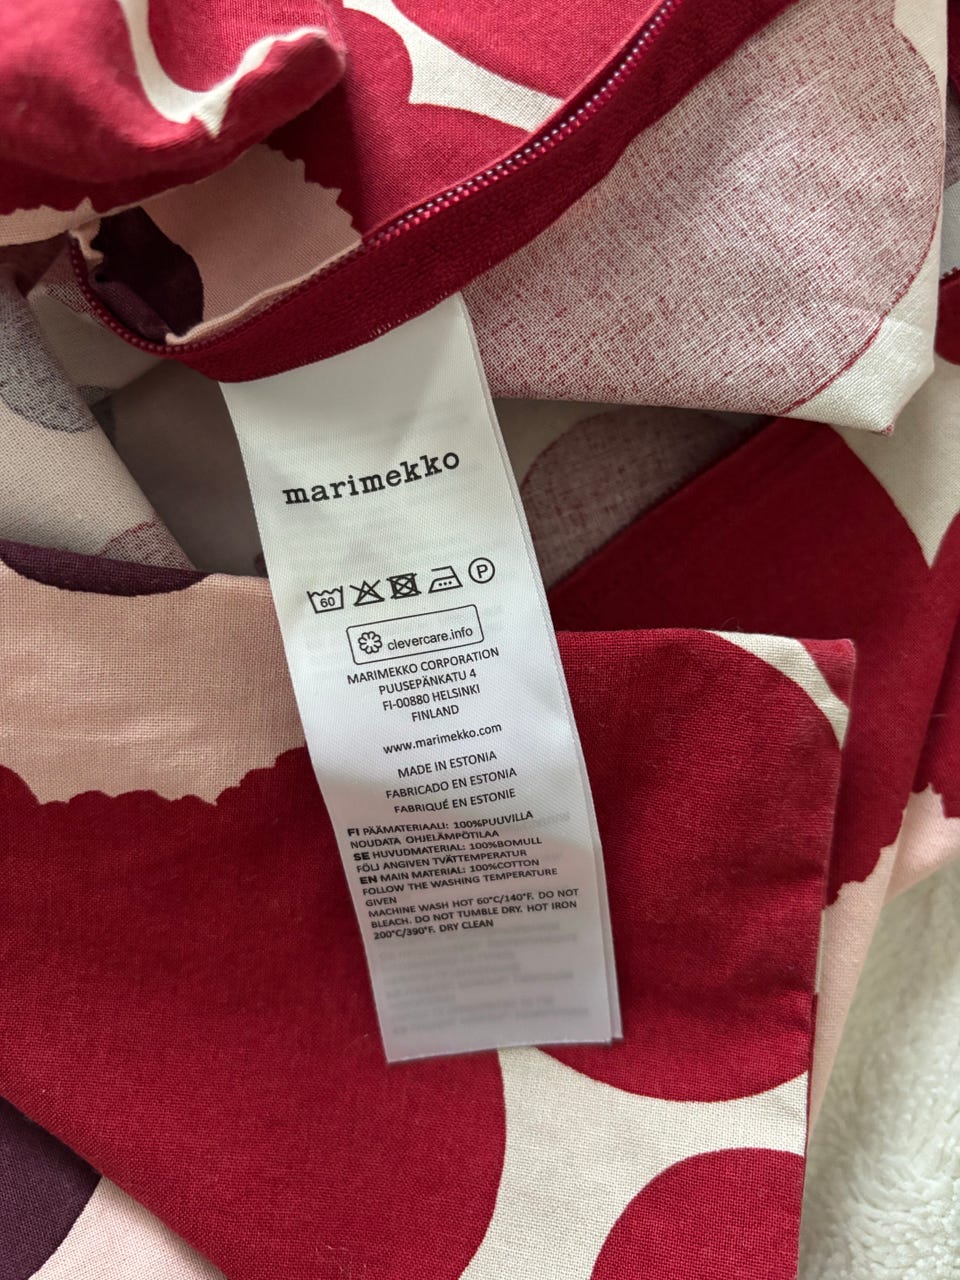 marimekko
60
P
clevercare.info
MARIMEKKO CORPORATION
PUUSEPÄNKATU 4
FI-00880 HELSINKI
FINLAND
www.marimekko.com
MADE IN ESTONIA
FABRICADO EN ESTONIA
FABRIQUÉ EN ESTONIE
FI PÄÄMATERIAALI: 100%PUUVILLA
NOUDATA OHJELÄMPÖTILAA
SE HUVUDMATERIAL: 100%BOMULL
FÖLJ ANGIVEN TVÄTTEMPERATUR
EN MAIN MATERIAL: 100%COTTON
FOLLOW THE WASHING TEMPERATURE
GIVEN
MACHINE WASH HOT 60°C/140°F. DO NOT
BLEACH. DO NOT TUMBLE DRY. HOT IRON
200°C/390°F. DRY CLEAN